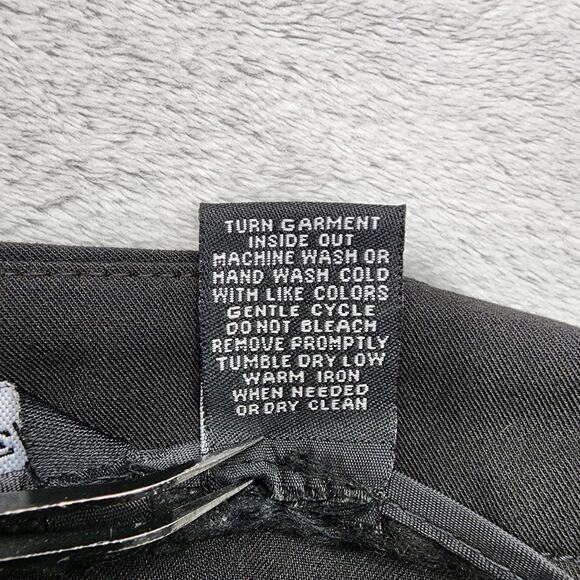 TURN GARMENT
INSIDE OUT
MACHINE WASH OR
HAND WASH COLD
WITH LIKE COLORS
GENTLE CYCLE
DO NOT BLEACH
REMOVE PROMPTLY
TUMBLE DRY LOW
WARM IRON
WHEN NEEDED
OR DRY CLEAN